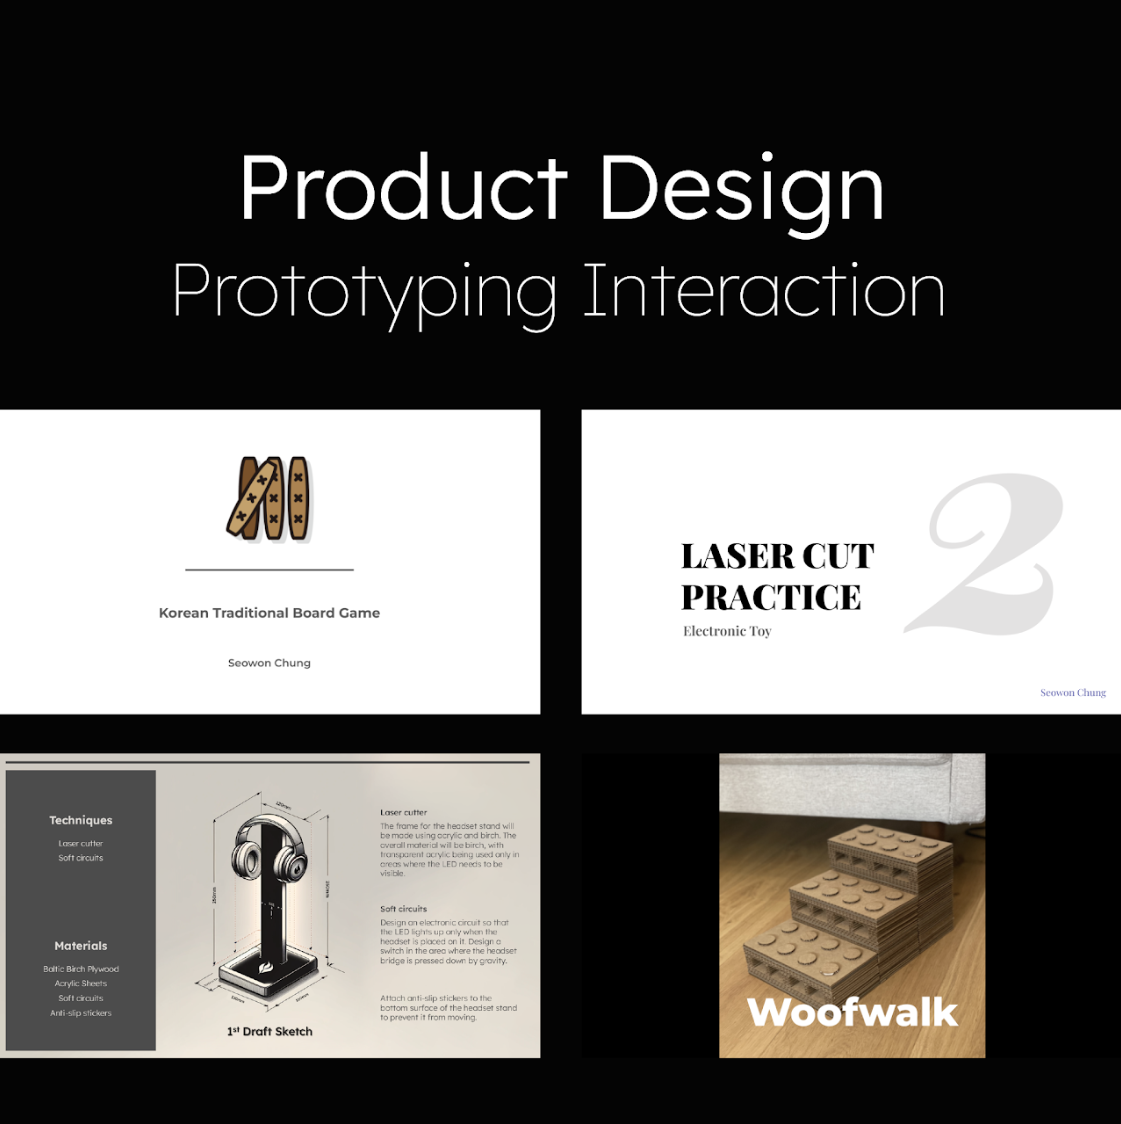 Product Design
Prototyping Interaction
Korean Traditional Board Game
Seowon Chung
2
LASER CUT
PRACTICE
Electronic Toy
Seowon Chung
Techniques
Laser cutter
Soft circuits
Materials
Baltic Birch Plywood
Acrylic Sheets
Soft circuits
Anti-slip stickers
120mm
250mm
1st Draft Sketch
Laser cutter
The frame for the headset stand will
be made using acrylic and birch. The
overall material will be birch, with
transparent acrylic being used only in
areas where the LED needs to be
visible.
Soft circuits
Design an electronic circuit so that
the LED lights up only when the
headset is placed on it. Design a
switch in the area where the headset
bridge is pressed down by gravity.
Attach anti-slip stickers to the
bottom surface of the headset stand
to prevent it from moving.
Woofwalk